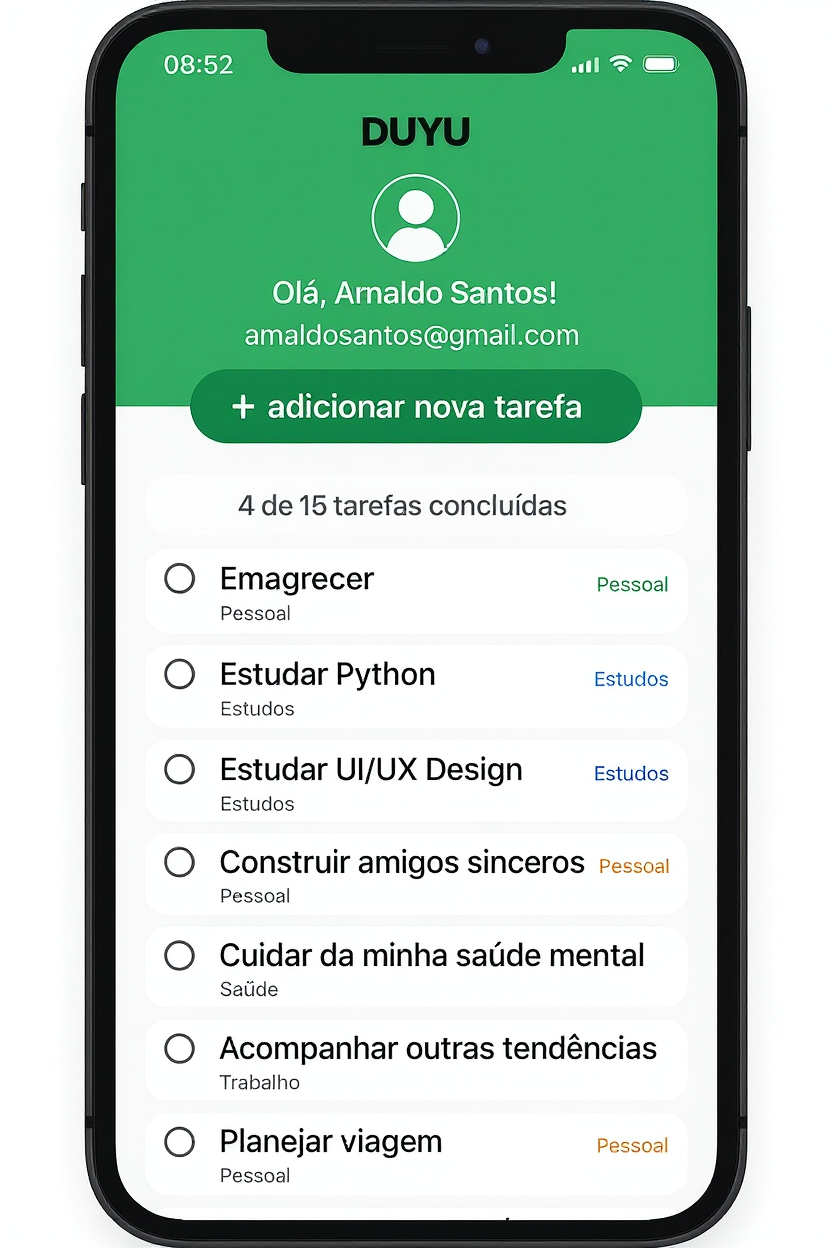 08:52
DUYU
Olá, Arnaldo Santos!
amaldosantos@gmail.com
+ adicionar nova tarefa
4 de 15 tarefas concluídas
Emagrecer Pessoal
Pessoal
Estudar Python Estudos
Estudos
Estudar UI/UX Design Estudos
Estudos
Construir amigos sinceros Pessoal
Pessoal
Cuidar da minha saúde mental
Saúde
Acompanhar outras tendências
Trabalho
Planejar viagem Pessoal
Pessoal